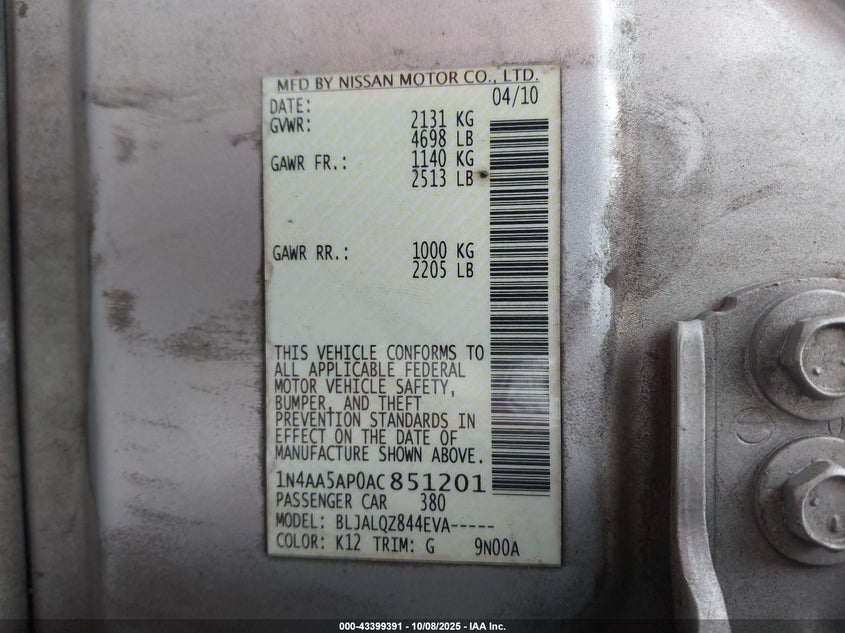 MFD BY NISSAN MOTOR CO., LTD.
DATE: 04/10
GVWR: 2131 KG
4698 LB
GAWR FR.: 1140 KG
2513 LB
GAWR RR.: 1000 KG
2205 LB
THIS VEHICLE CONFORMS TO
ALL APPLICABLE FEDERAL
MOTOR VEHICLE SAFETY,
BUMPER, AND THEFT
PREVENTION STANDARDS IN
EFFECT ON THE DATE OF
MANUFACTURE SHOWN ABOVE.
1N4AA5AP0AC851201
PASSENGER CAR 380
MODEL: BLJALQZ844EVA-----
COLOR: K12 TRIM: G 9N00A
000-43399391 - 10/08/2025 - IAA Inc.